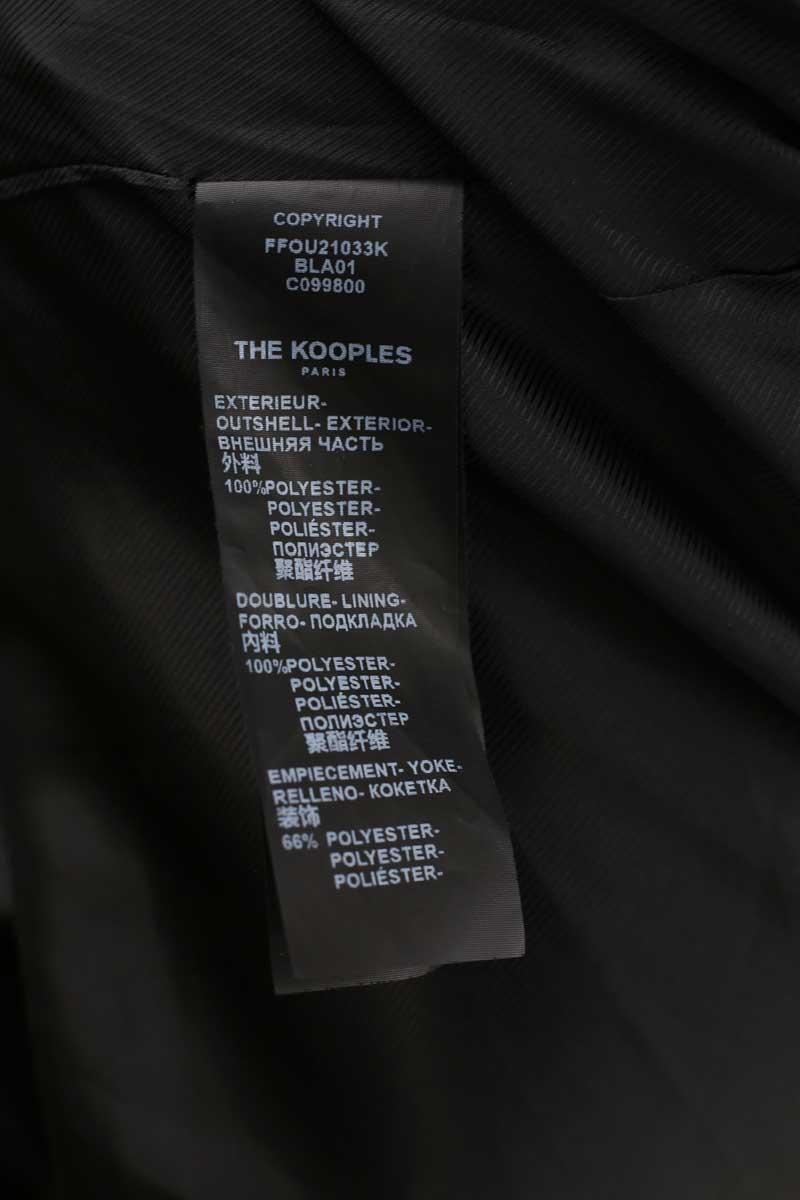 COPYRIGHT
FFOU21033K
BLA01
C099800
THE KOOPLES
PARIS
EXTERIEUR-
OUTSHELL- EXTERIOR-
ВНЕШНЯЯ ЧАСТЬ
外料
100%POLYESTER-
POLYESTER-
POLIÉSTER-
ПОЛИЭСТЕР
聚酯纤维
DOUBLURE- LINING-
FORRO- ПОДКЛАДКА
内料
100%POLYESTER-
POLYESTER-
POLIÉSTER-
ПОЛИЭСТЕР
聚酯纤维
EMPIECEMENT- YOKE-
RELLENO- КОКЕТКА
装饰
66% POLYESTER-
POLYESTER-
POLIÉSTER-